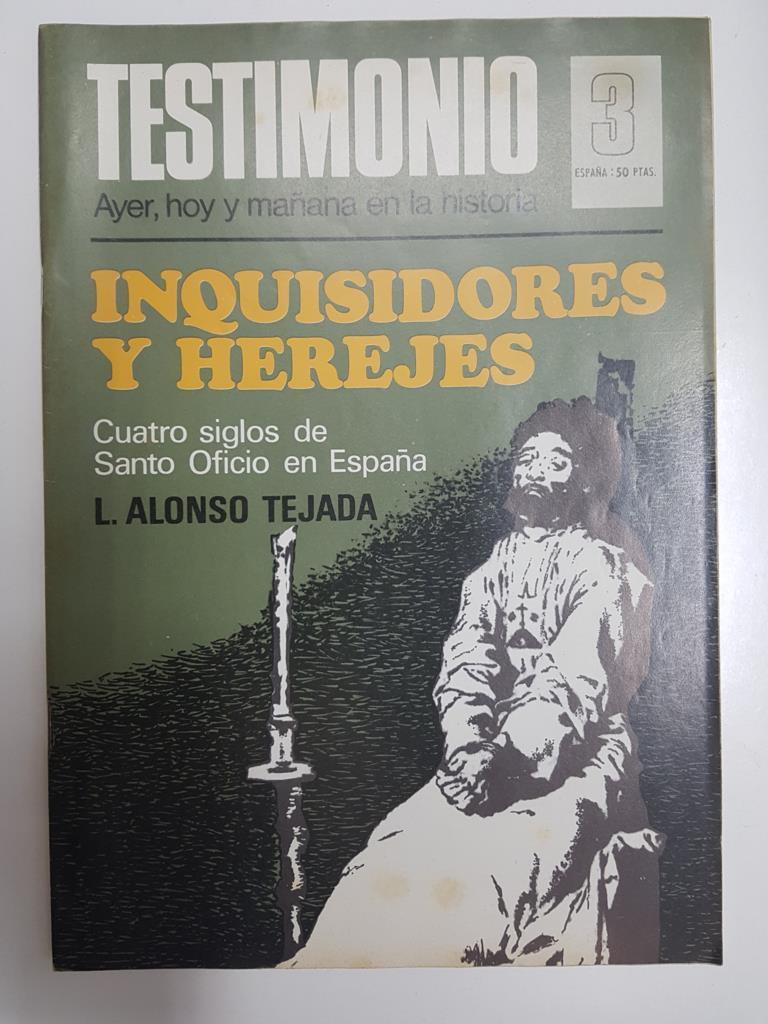 TESTIMONIO
3
ESPAÑA : 50 PTAS.
Ayer, hoy y mañana en la historia
INQUISIDORES
Y HEREJES
Cuatro siglos de
Santo Oficio en España
L. ALONSO TEJADA